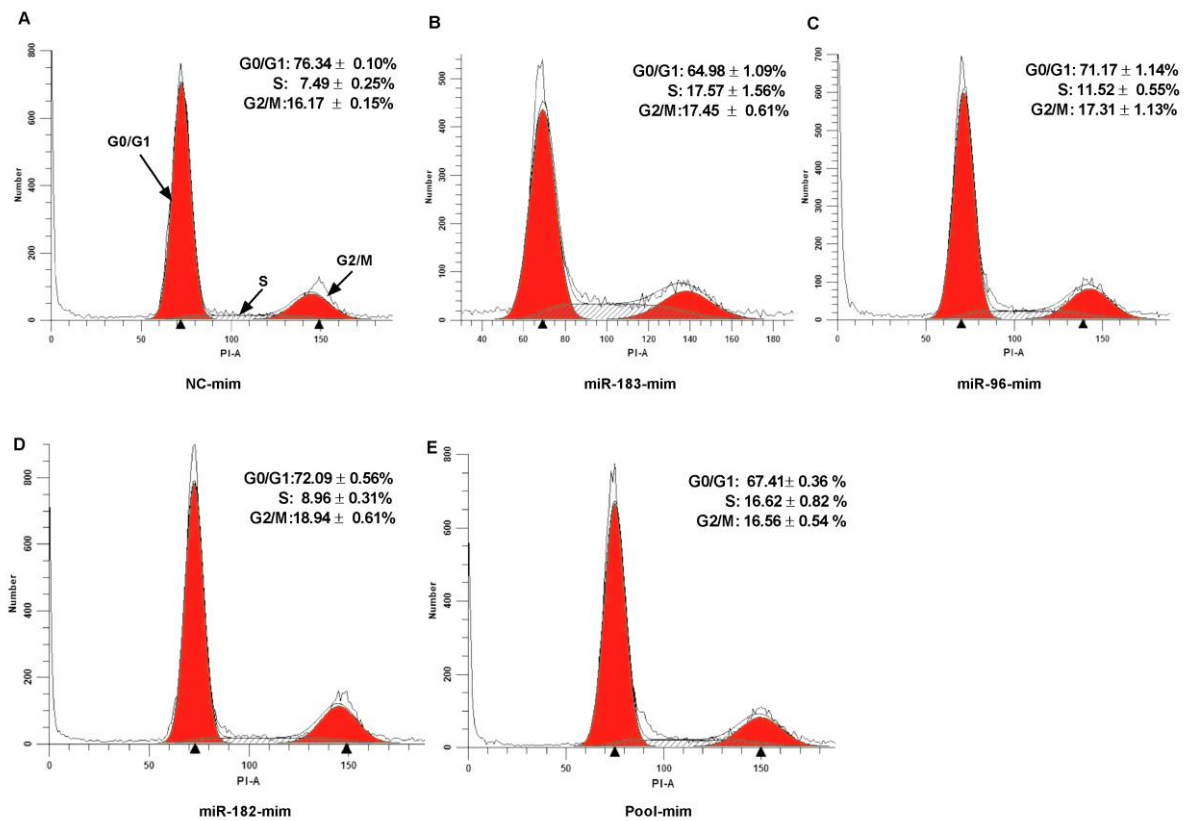 A
G0/G1: 76.34 ± 0.10%
S: 7.49 ± 0.25%
G2/M: 16.17 ± 0.15%
G0/G1
S
G2/M
Number
0
200
400
600
800
0
50
100
150
PI-A
NC-mim
B
G0/G1: 64.98 ± 1.09%
S: 17.57 ± 1.56%
G2/M: 17.45 ± 0.61%
Number
0
100
200
300
400
500
40
60
80
100
120
140
160
180
PI-A
miR-183-mim
C
G0/G1: 71.17 ± 1.14%
S: 11.52 ± 0.55%
G2/M: 17.31 ± 1.13%
Number
0
100
200
300
400
500
600
700
0
50
100
150
PI-A
miR-96-mim
D
G0/G1:72.09 ± 0.56%
S: 8.96 ± 0.31%
G2/M:18.94 ± 0.61%
Number
0
200
400
600
800
0
50
100
150
PI-A
miR-182-mim
E
G0/G1: 67.41 ± 0.36 %
S: 16.62 ± 0.82 %
G2/M: 16.56 ± 0.54 %
Number
0
200
400
600
800
0
50
100
150
PI-A
Pool-mim